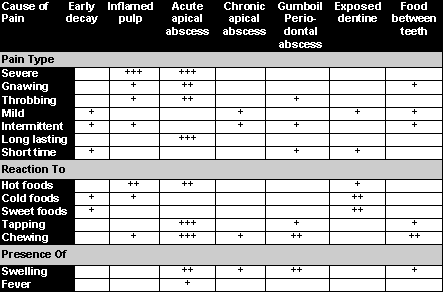 Cause of Pain Early decay Inflamed pulp Acute apical abscess Chronic apical abscess Gumboil Perio- dontal abscess Exposed dentine Food between teeth
Pain Type
Severe +++ +++
Gnawing + ++ +
Throbbing + ++ +
Mild + + + +
Intermittent + + + + +
Long lasting +++
Short time + + +
Reaction To
Hot foods ++ ++ +
Cold foods + + ++
Sweet foods + ++
Tapping +++ + +
Chewing + +++ + ++ ++
Presence Of
Swelling ++ + ++ +
Fever +